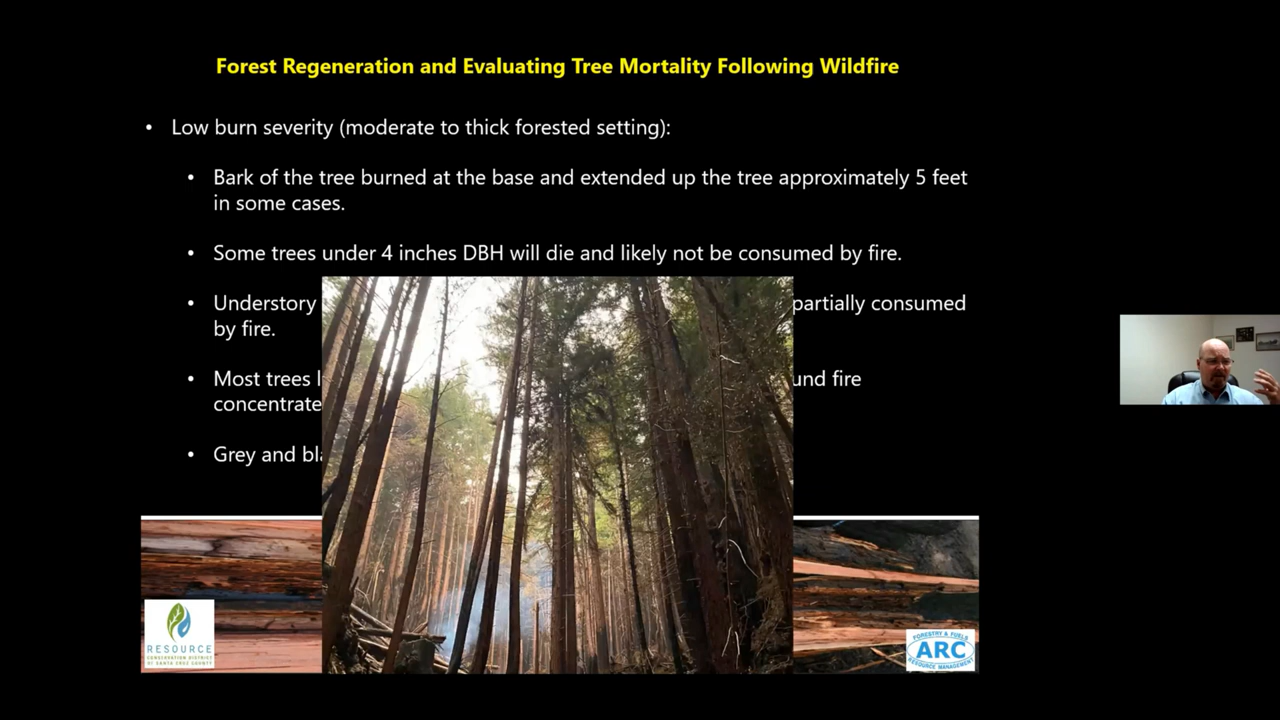 Forest Regeneration and Evaluating Tree Mortality Following Wildfire
• Low burn severity (moderate to thick forested setting):
• Bark of the tree burned at the base and extended up the tree approximately 5 feet
in some cases.
• Some trees under 4 inches DBH will die and likely not be consumed by fire.
• Understory partially consumed
by fire.
• Most trees und fire
concentrate
• Grey and bla
RESOURCE
CONSERVATION DISTRICT
OF SANTA CRUZ COUNTY
FORESTRY & FUELS
ARC
RESOURCE MANAGEMENT